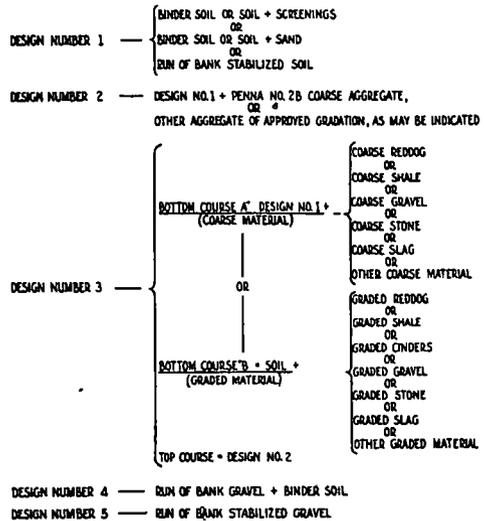 BINDER SOIL OR SOIL + SCREENINGS
OR
DESIGN NUMBER 1 — BINDER SOIL OR SOIL + SAND
OR
RUN OF BANK STABILIZED SOIL
DESIGN NUMBER 2 — DESIGN NO.1 + PENNA NO.2B COARSE AGGREGATE,
OR
OTHER AGGREGATE OF APPROVED GRADATION, AS MAY BE INDICATED
DESIGN NUMBER 3 —
BOTTOM COURSE "A" DESIGN NO.1 +
(COARSE MATERIAL)
COARSE REDDOG
OR
COARSE SHALE
OR
COARSE GRAVEL
OR
COARSE STONE
OR
COARSE SLAG
OR
OTHER COARSE MATERIAL
OR
BOTTOM COURSE "B" = SOIL +
(GRADED MATERIAL)
GRADED REDDOG
OR
GRADED SHALE
OR
GRADED CINDERS
OR
GRADED GRAVEL
OR
GRADED STONE
OR
GRADED SLAG
OR
OTHER GRADED MATERIAL
TOP COURSE = DESIGN NO.2
DESIGN NUMBER 4 — RUN OF BANK GRAVEL + BINDER SOIL
DESIGN NUMBER 5 — RUN OF BANK STABILIZED GRAVEL